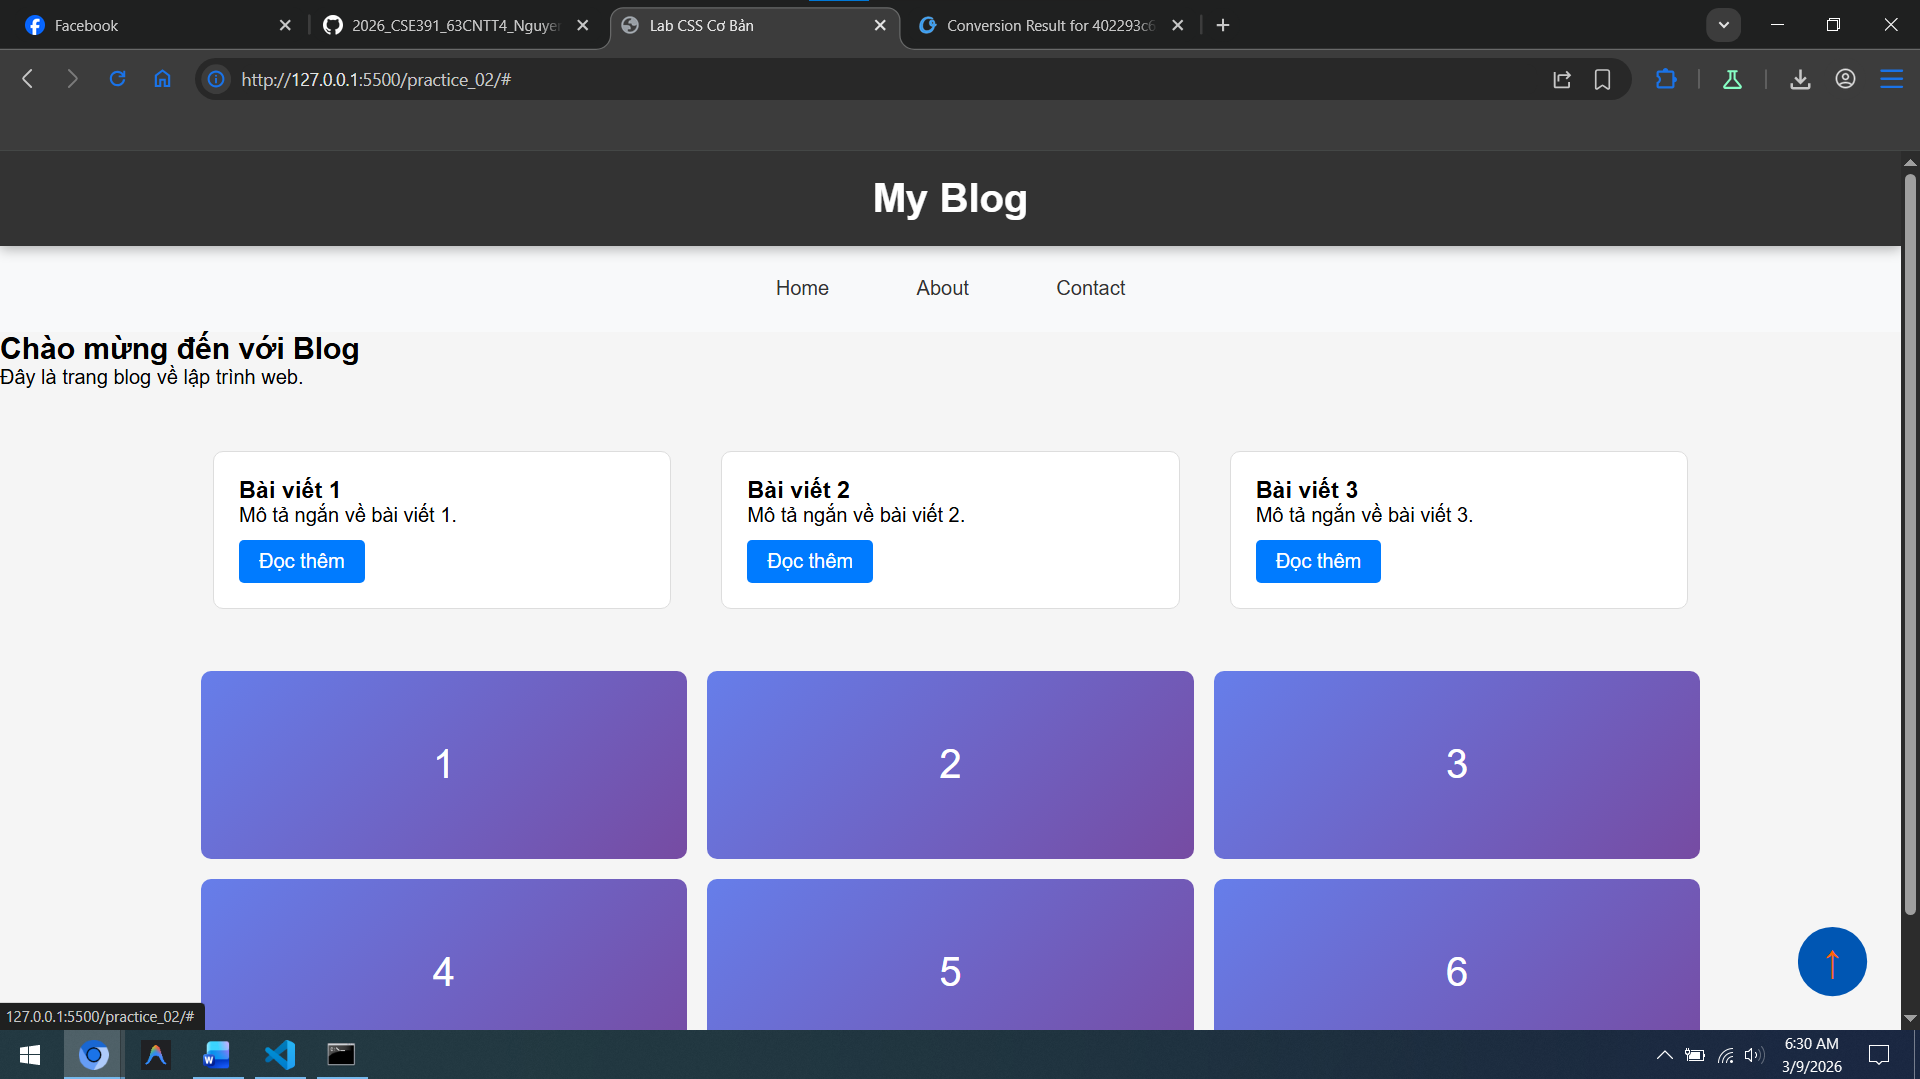 Facebook
2026_CSE391_63CNTT4_Nguye
Lab CSS Cơ Bản
Conversion Result for 402293c6
http://127.0.0.1:5500/practice_02/#
My Blog
Home About Contact
Chào mừng đến với Blog
Đây là trang blog về lập trình web.
Bài viết 1
Mô tả ngắn về bài viết 1.
Đọc thêm
Bài viết 2
Mô tả ngắn về bài viết 2.
Đọc thêm
Bài viết 3
Mô tả ngắn về bài viết 3.
Đọc thêm
1
2
3
4
5
6
↑
127.0.0.1:5500/practice_02/#
6:30 AM
3/9/2026